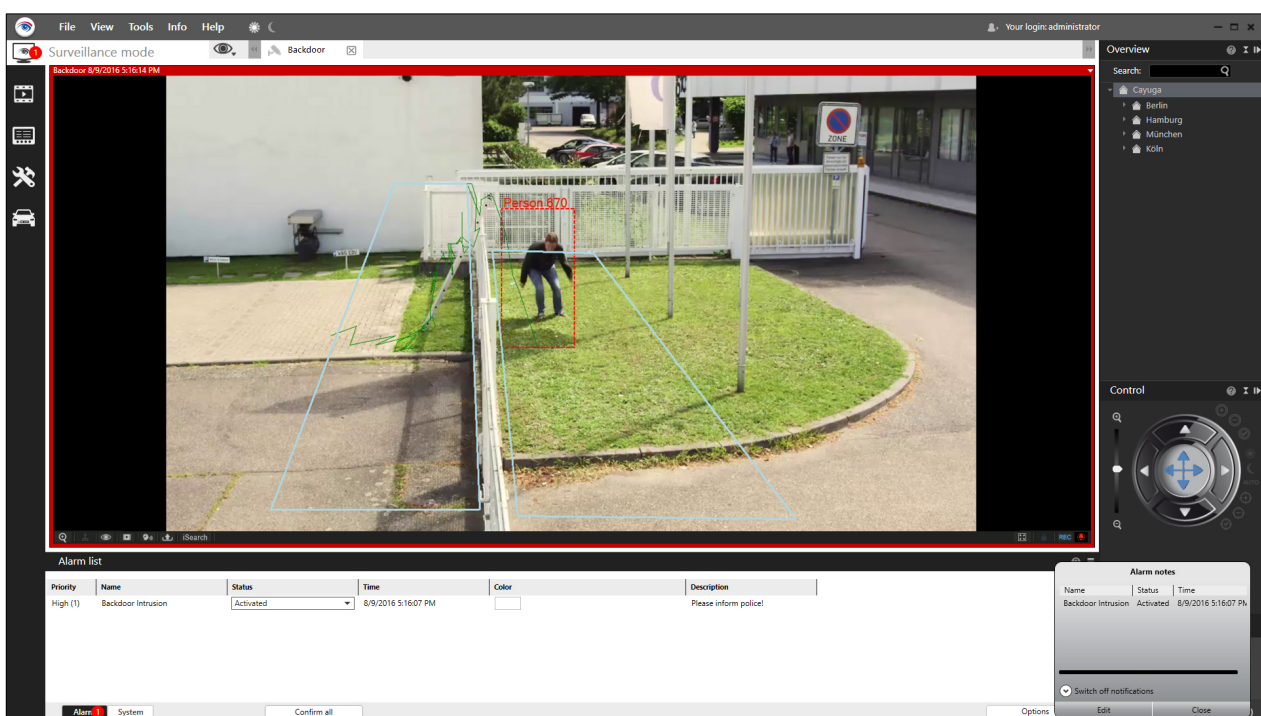 File View Tools Info Help
Your login: administrator
1
Surveillance mode
Backdoor
Overview
Backdoor 8/9/2016 5:16:14 PM
Search:
Cayuga
Berlin
Hamburg
München
Köln
ZONE
Person 670
Control
AUTO
iSearch
REC
Alarm list
Priority Name Status Time Color Description
High (1) Backdoor Intrusion Activated 8/9/2016 5:16:07 PM Please inform police!
Alarm notes
Name Status Time
Backdoor Intrusion Activated 8/9/2016 5:16:07 PM
Switch off notifications
Edit Close
Alarm 1 System Confirm all Options